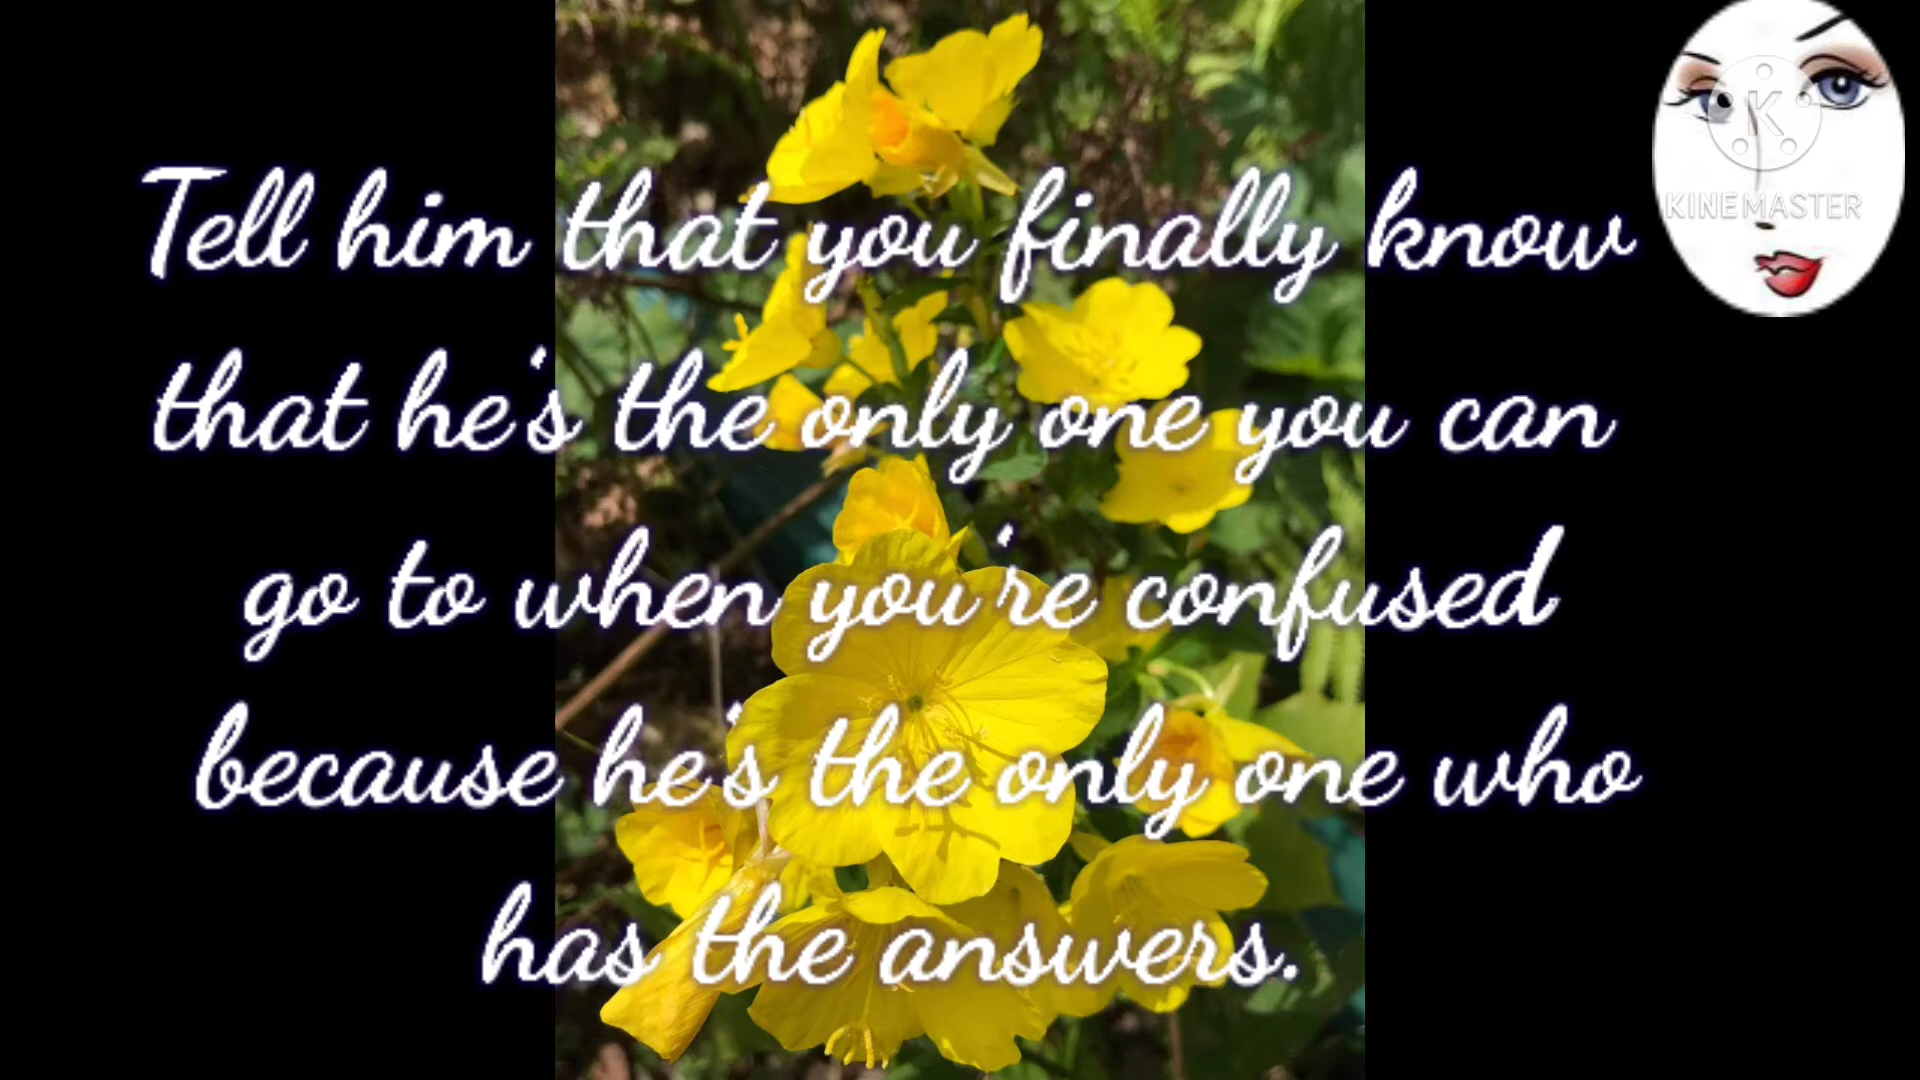 Tell him that you finally know
that he's the only one you can
go to when you're confused
because he's the only one who
has the answers.
K
KINEMASTER